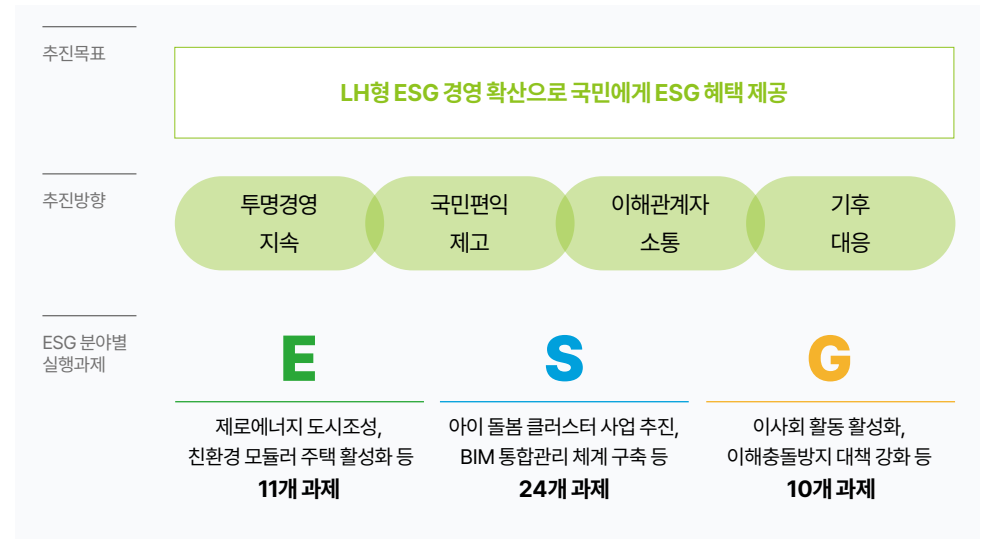 추진목표
LH형 ESG 경영 확산으로 국민에게 ESG 혜택 제공
추진방향
투명경영
지속
국민편익
제고
이해관계자
소통
기후
대응
ESG 분야별
실행과제
E
제로에너지 도시조성,
친환경 모듈러 주택 활성화 등
11개 과제
S
아이 돌봄 클러스터 사업 추진,
BIM 통합관리 체계 구축 등
24개 과제
G
이사회 활동 활성화,
이해충돌방지 대책 강화 등
10개 과제